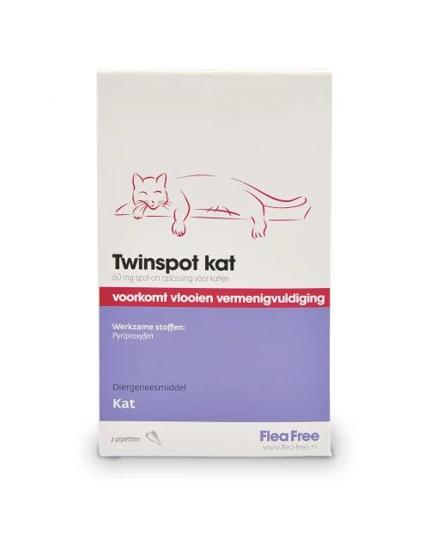 Twinspot kat
60 mg spot-on oplossing voor katten
voorkomt vlooien vermenigvuldiging
Werkzame stoffen:
Pyriproxyfen
Diergeneesmiddel
Kat
2 pipetten
Flea Free
www.flea-free.nl